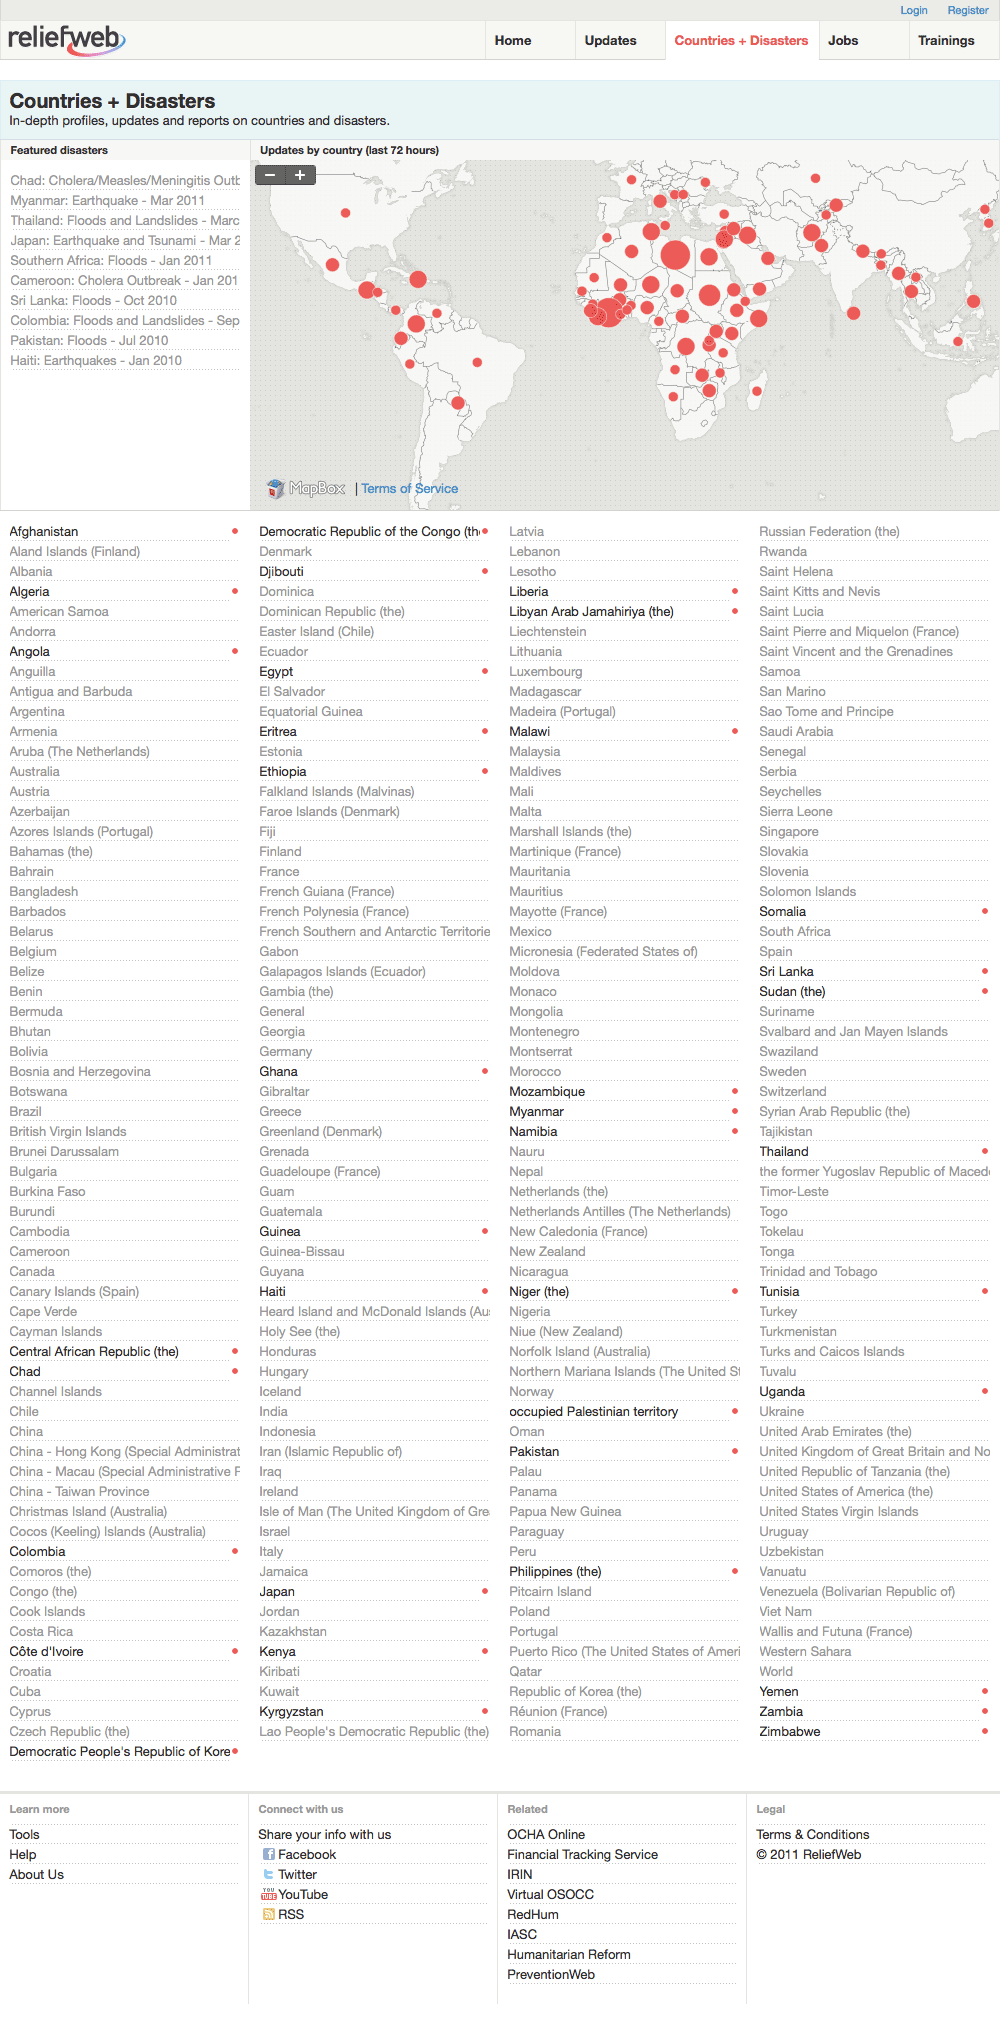 Login Register
reliefweb
Home Updates Countries + Disasters Jobs Trainings
Countries + Disasters
In-depth profiles, updates and reports on countries and disasters.
Featured disasters
Chad: Cholera/Measles/Meningitis Outb
Myanmar: Earthquake - Mar 2011
Thailand: Floods and Landslides - Marc
Japan: Earthquake and Tsunami - Mar 2
Southern Africa: Floods - Jan 2011
Cameroon: Cholera Outbreak - Jan 201
Sri Lanka: Floods - Oct 2010
Colombia: Floods and Landslides - Sep
Pakistan: Floods - Jul 2010
Haiti: Earthquakes - Jan 2010
Updates by country (last 72 hours)
− +
MapBox | Terms of Service
Afghanistan
Aland Islands (Finland)
Albania
Algeria
American Samoa
Andorra
Angola
Anguilla
Antigua and Barbuda
Argentina
Armenia
Aruba (The Netherlands)
Australia
Austria
Azerbaijan
Azores Islands (Portugal)
Bahamas (the)
Bahrain
Bangladesh
Barbados
Belarus
Belgium
Belize
Benin
Bermuda
Bhutan
Bolivia
Bosnia and Herzegovina
Botswana
Brazil
British Virgin Islands
Brunei Darussalam
Bulgaria
Burkina Faso
Burundi
Cambodia
Cameroon
Canada
Canary Islands (Spain)
Cape Verde
Cayman Islands
Central African Republic (the)
Chad
Channel Islands
Chile
China
China - Hong Kong (Special Administrat
China - Macau (Special Administrative F
China - Taiwan Province
Christmas Island (Australia)
Cocos (Keeling) Islands (Australia)
Colombia
Comoros (the)
Congo (the)
Cook Islands
Costa Rica
Côte d'Ivoire
Croatia
Cuba
Cyprus
Czech Republic (the)
Democratic People's Republic of Kore
Democratic Republic of the Congo (th
Denmark
Djibouti
Dominica
Dominican Republic (the)
Easter Island (Chile)
Ecuador
Egypt
El Salvador
Equatorial Guinea
Eritrea
Estonia
Ethiopia
Falkland Islands (Malvinas)
Faroe Islands (Denmark)
Fiji
Finland
France
French Guiana (France)
French Polynesia (France)
French Southern and Antarctic Territorie
Gabon
Galapagos Islands (Ecuador)
Gambia (the)
General
Georgia
Germany
Ghana
Gibraltar
Greece
Greenland (Denmark)
Grenada
Guadeloupe (France)
Guam
Guatemala
Guinea
Guinea-Bissau
Guyana
Haiti
Heard Island and McDonald Islands (Au
Holy See (the)
Honduras
Hungary
Iceland
India
Indonesia
Iran (Islamic Republic of)
Iraq
Ireland
Isle of Man (The United Kingdom of Gre
Israel
Italy
Jamaica
Japan
Jordan
Kazakhstan
Kenya
Kiribati
Kuwait
Kyrgyzstan
Lao People's Democratic Republic (the)
Latvia
Lebanon
Lesotho
Liberia
Libyan Arab Jamahiriya (the)
Liechtenstein
Lithuania
Luxembourg
Madagascar
Madeira (Portugal)
Malawi
Malaysia
Maldives
Mali
Malta
Marshall Islands (the)
Martinique (France)
Mauritania
Mauritius
Mayotte (France)
Mexico
Micronesia (Federated States of)
Moldova
Monaco
Mongolia
Montenegro
Montserrat
Morocco
Mozambique
Myanmar
Namibia
Nauru
Nepal
Netherlands (the)
Netherlands Antilles (The Netherlands)
New Caledonia (France)
New Zealand
Nicaragua
Niger (the)
Nigeria
Niue (New Zealand)
Norfolk Island (Australia)
Northern Mariana Islands (The United St
Norway
occupied Palestinian territory
Oman
Pakistan
Palau
Panama
Papua New Guinea
Paraguay
Peru
Philippines (the)
Pitcairn Island
Poland
Portugal
Puerto Rico (The United States of Ameri
Qatar
Republic of Korea (the)
Réunion (France)
Romania
Russian Federation (the)
Rwanda
Saint Helena
Saint Kitts and Nevis
Saint Lucia
Saint Pierre and Miquelon (France)
Saint Vincent and the Grenadines
Samoa
San Marino
Sao Tome and Principe
Saudi Arabia
Senegal
Serbia
Seychelles
Sierra Leone
Singapore
Slovakia
Slovenia
Solomon Islands
Somalia
South Africa
Spain
Sri Lanka
Sudan (the)
Suriname
Svalbard and Jan Mayen Islands
Swaziland
Sweden
Switzerland
Syrian Arab Republic (the)
Tajikistan
Thailand
the former Yugoslav Republic of Maced
Timor-Leste
Togo
Tokelau
Tonga
Trinidad and Tobago
Tunisia
Turkey
Turkmenistan
Turks and Caicos Islands
Tuvalu
Uganda
Ukraine
United Arab Emirates (the)
United Kingdom of Great Britain and No
United Republic of Tanzania (the)
United States of America (the)
United States Virgin Islands
Uruguay
Uzbekistan
Vanuatu
Venezuela (Bolivarian Republic of)
Viet Nam
Wallis and Futuna (France)
Western Sahara
World
Yemen
Zambia
Zimbabwe
Learn more
Tools
Help
About Us
Connect with us
Share your info with us
Facebook
Twitter
YouTube
RSS
Related
OCHA Online
Financial Tracking Service
IRIN
Virtual OSOCC
RedHum
IASC
Humanitarian Reform
PreventionWeb
Legal
Terms & Conditions
© 2011 ReliefWeb